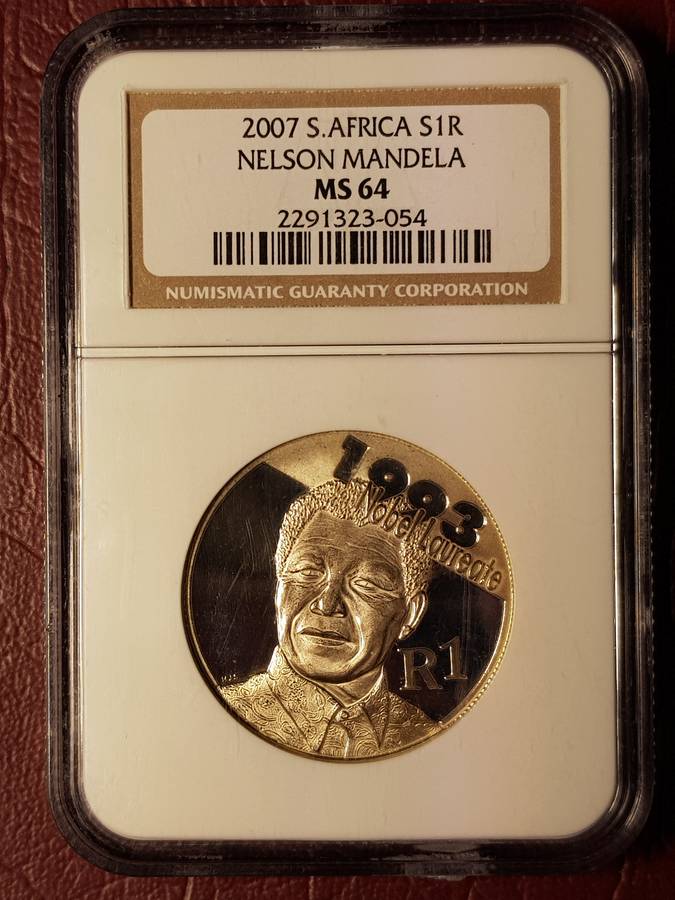 2007 S.AFRICA S1R
NELSON MANDELA
MS 64
2291323-054
NUMISMATIC GUARANTY CORPORATION
1993
Nobel Laureate
R1